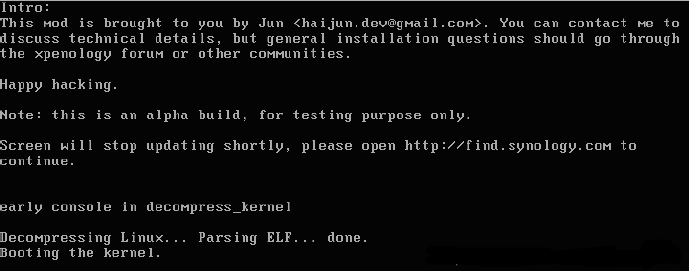 Intro:
This mod is brought to you by Jun <haijun.dev@gmail.com>. You can contact me to
discuss technical details, but general installation questions should go through
the xpenology forum or other communities.
Happy hacking.
Note: this is an alpha build, for testing purpose only.
Screen will stop updating shortly, please open http://find.synology.com to
continue.
early console in decompress_kernel
Decompressing Linux... Parsing ELF... done.
Booting the kernel.